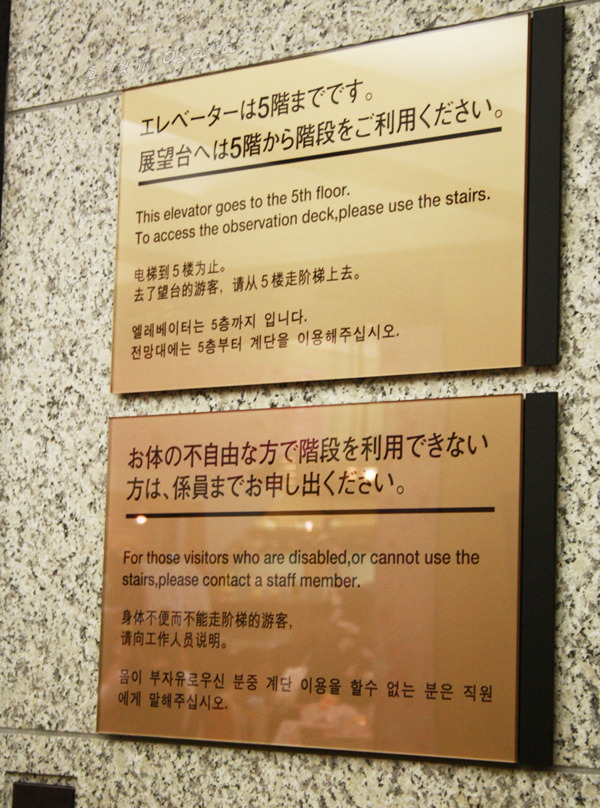 エレベーターは5階までです。
展望台へは5階から階段をご利用ください。
This elevator goes to the 5th floor.
To access the observation deck,please use the stairs.
电梯到5楼为止。
去了望台的游客，请从5楼走阶梯上去。
엘레베이터는 5층까지 입니다.
전망대에는 5층부터 계단을 이용해주십시오.
お体の不自由な方で階段を利用できない
方は、係員までお申し出ください。
For those visitors who are disabled,or cannot use the
stairs,please contact a staff member.
身体不便而不能走阶梯的游客，
请向工作人员说明。
몸이 부자유로우신 분중 계단 이용을 할수 없는 분은 직원
에게 말해주십시오.